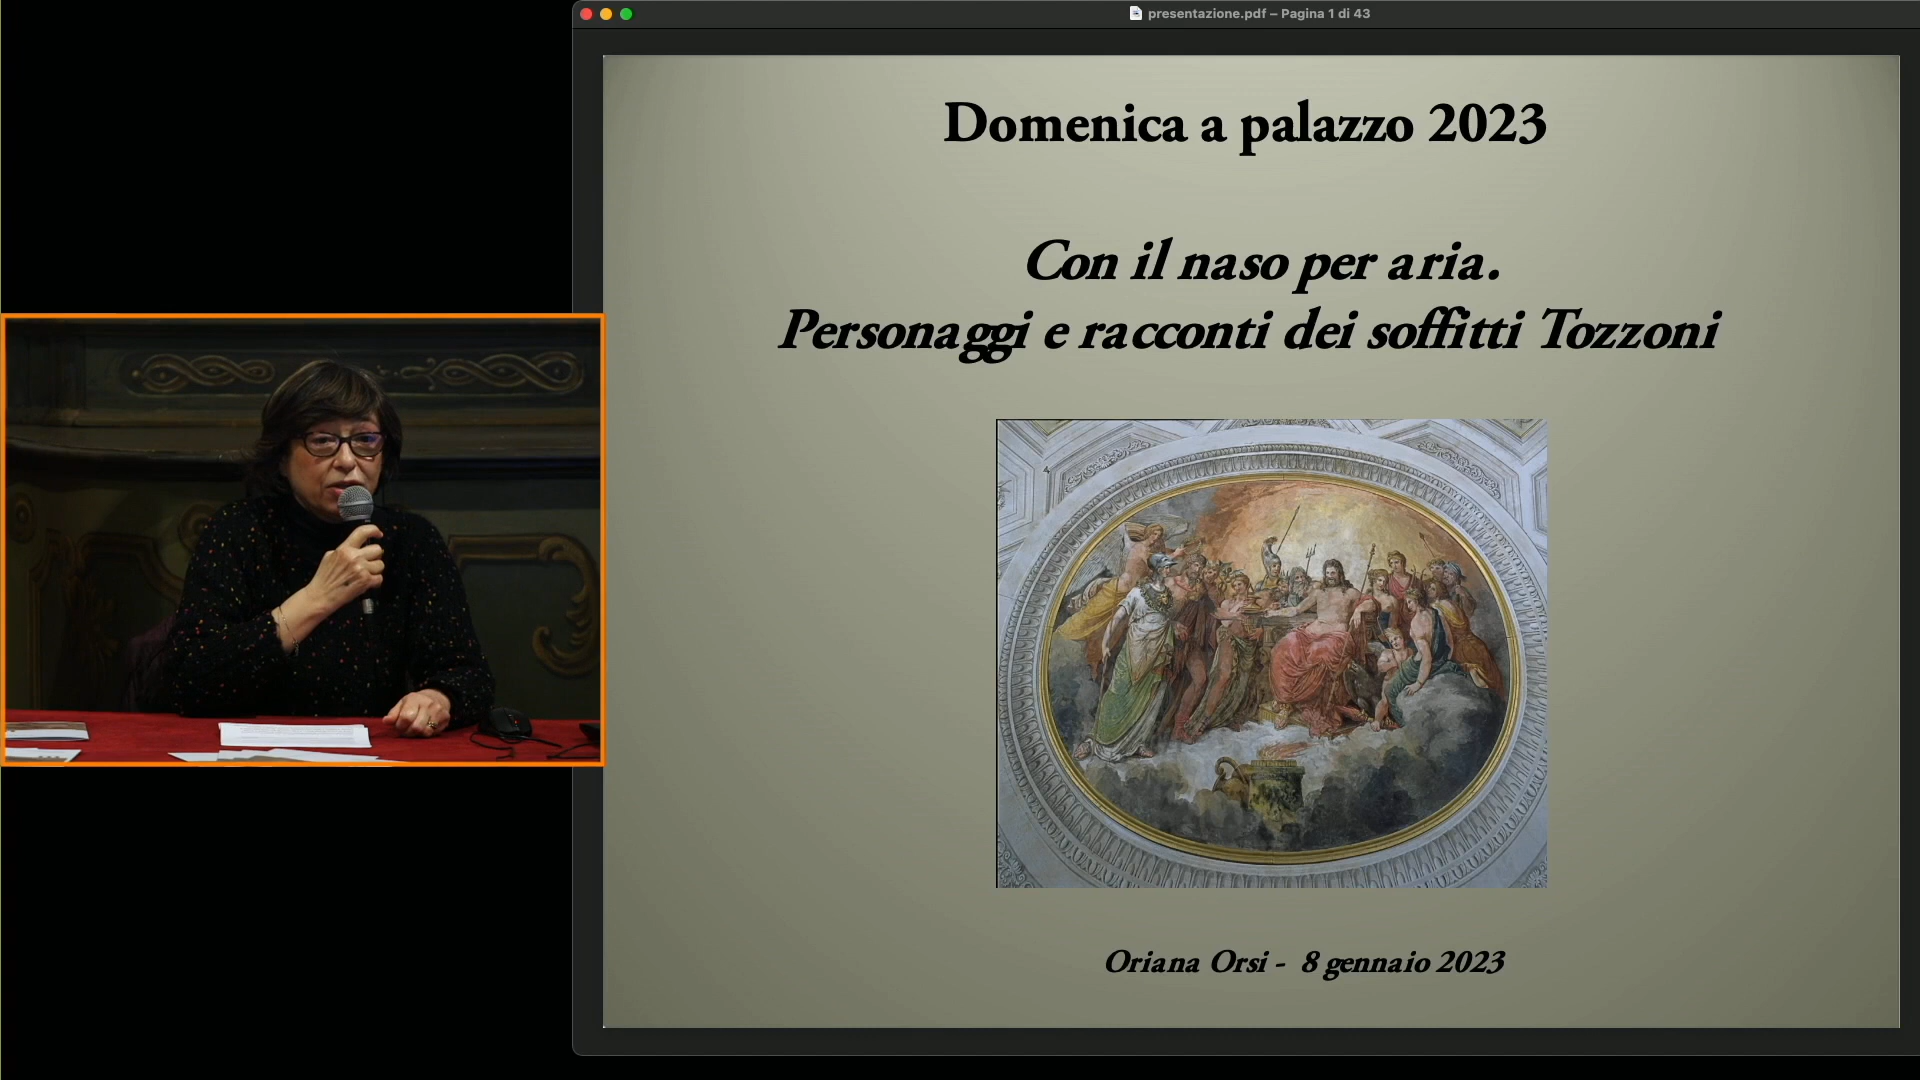 presentazione.pdf – Pagina 1 di 43
Domenica a palazzo 2023
Con il naso per aria.
Personaggi e racconti dei soffitti Tozzoni
Oriana Orsi - 8 gennaio 2023